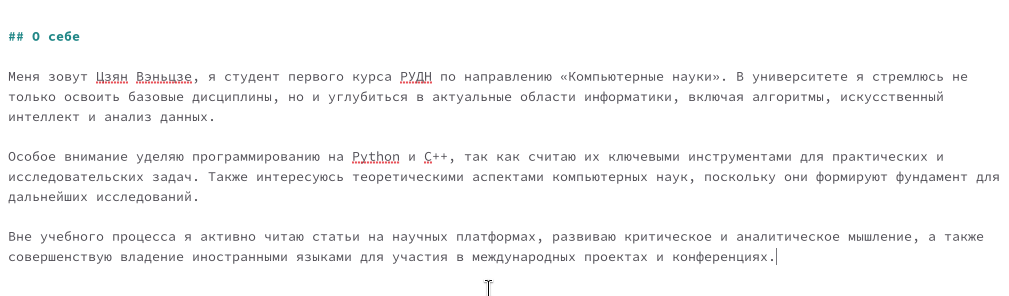 ## О себе
Меня зовут Цзян Вэньцзе, я студент первого курса РУДН по направлению «Компьютерные науки». В университете я стремлюсь не
только освоить базовые дисциплины, но и углубиться в актуальные области информатики, включая алгоритмы, искусственный
интеллект и анализ данных.
Особое внимание уделяю программированию на Python и C++, так как считаю их ключевыми инструментами для практических и
исследовательских задач. Также интересуюсь теоретическими аспектами компьютерных наук, поскольку они формируют фундамент для
дальнейших исследований.
Вне учебного процесса я активно читаю статьи на научных платформах, развиваю критическое и аналитическое мышление, а также
совершенствую владение иностранными языками для участия в международных проектах и конференциях.